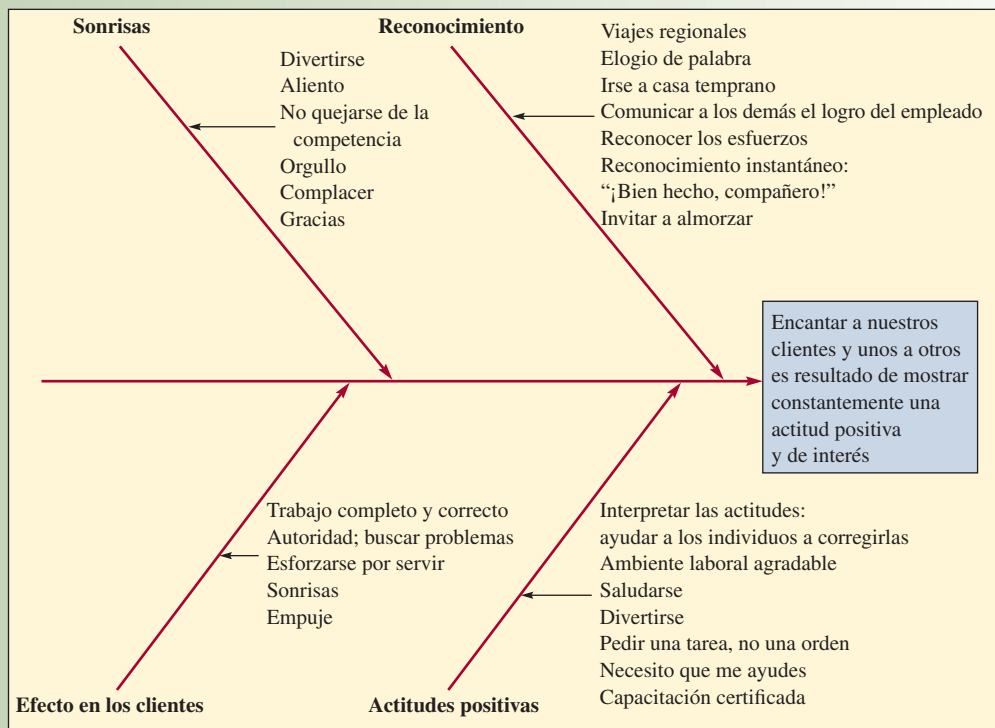 Sonrisas
Divertirse
Aliento
No quejarse de la
competencia
Orgullo
Complacer
Gracias
Reconocimiento
Viajes regionales
Elogio de palabra
Irse a casa temprano
Comunicar a los demás el logro del empleado
Reconocer los esfuerzos
Reconocimiento instantáneo:
“¡Bien hecho, compañero!”
Invitar a almorzar
Encantar a nuestros
clientes y unos a otros
es resultado de mostrar
constantemente una
actitud positiva
y de interés
Trabajo completo y correcto
Autoridad; buscar problemas
Esforzarse por servir
Sonrisas
Empuje
Efecto en los clientes
Interpretar las actitudes:
ayudar a los individuos a corregirlas
Ambiente laboral agradable
Saludarse
Divertirse
Pedir una tarea, no una orden
Necesito que me ayudes
Capacitación certificada
Actitudes positivas